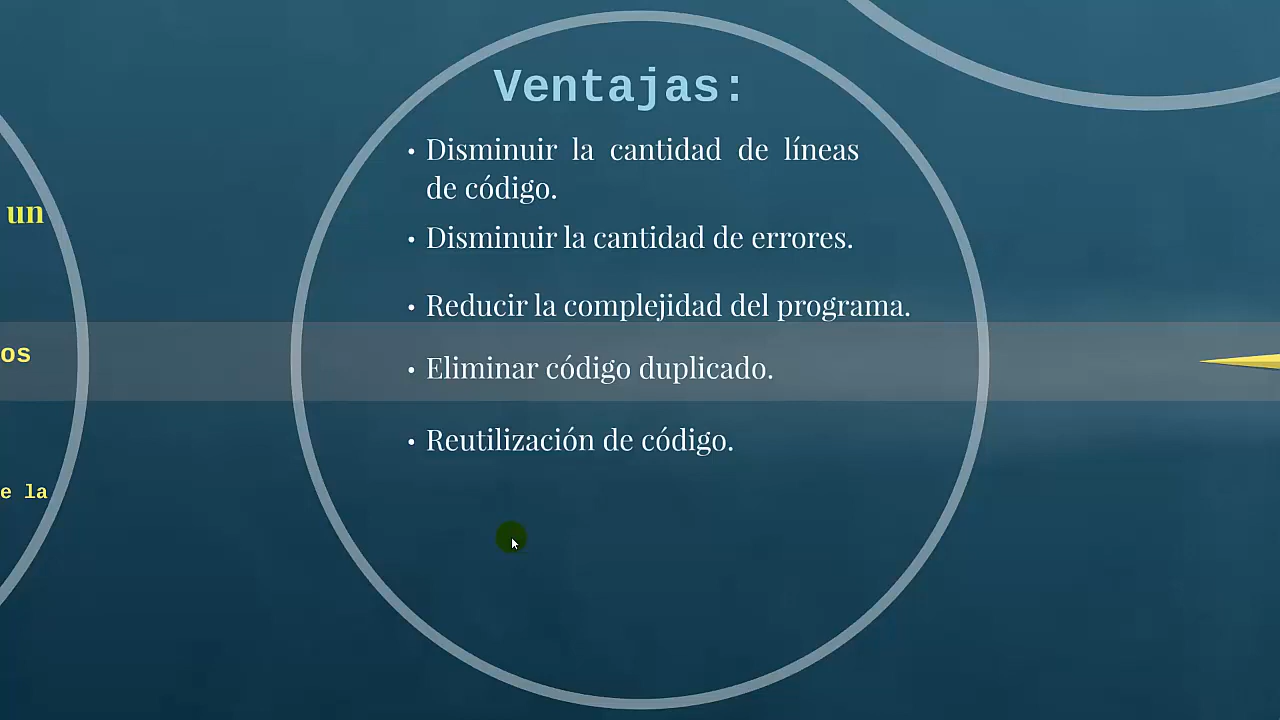 Ventajas:
• Disminuir la cantidad de líneas
de código.
• Disminuir la cantidad de errores.
• Reducir la complejidad del programa.
• Eliminar código duplicado.
• Reutilización de código.
un
os
e la